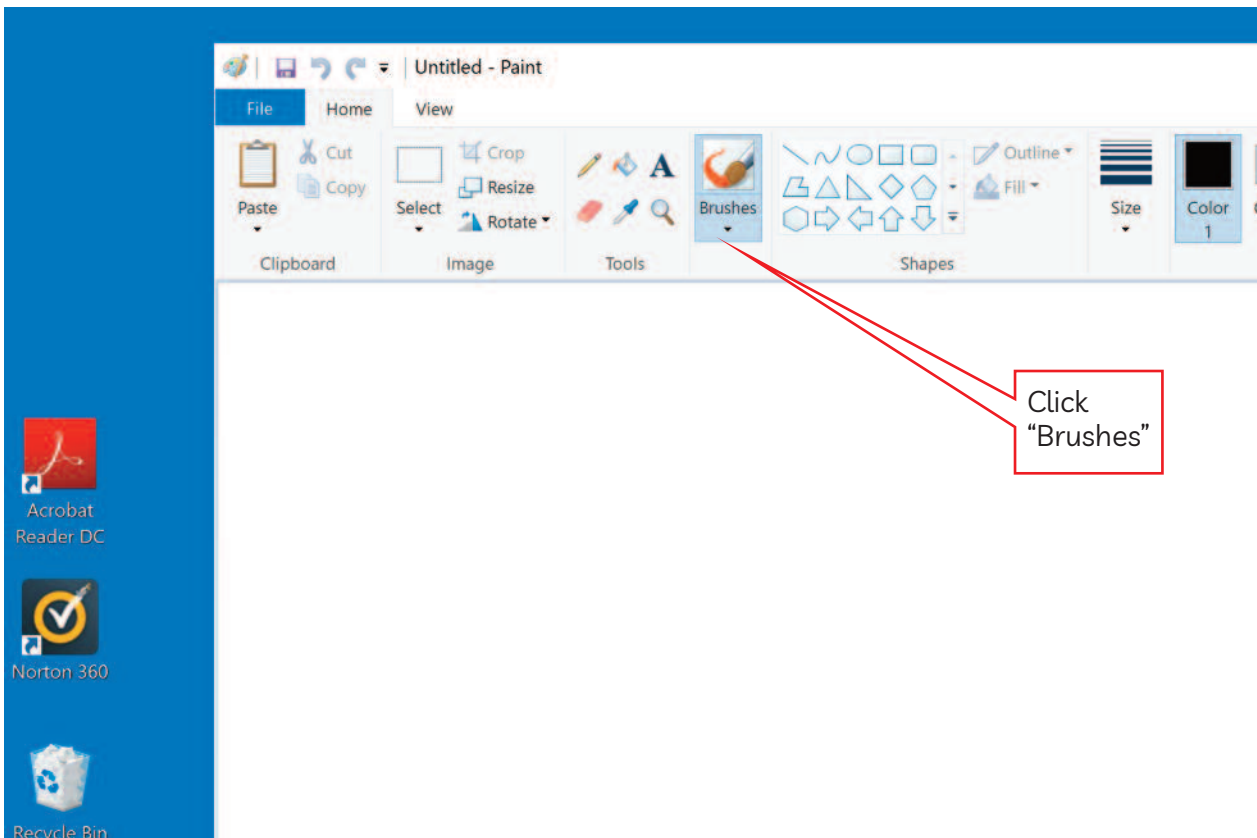 Untitled - Paint
File Home View
Paste
Cut
Copy
Clipboard
Select
Crop
Resize
Rotate
Image
A
Tools
Brushes
Outline
Fill
Shapes
Size
Color
1
Click
“Brushes”
Acrobat
Reader DC
Norton 360
Recycle Bin